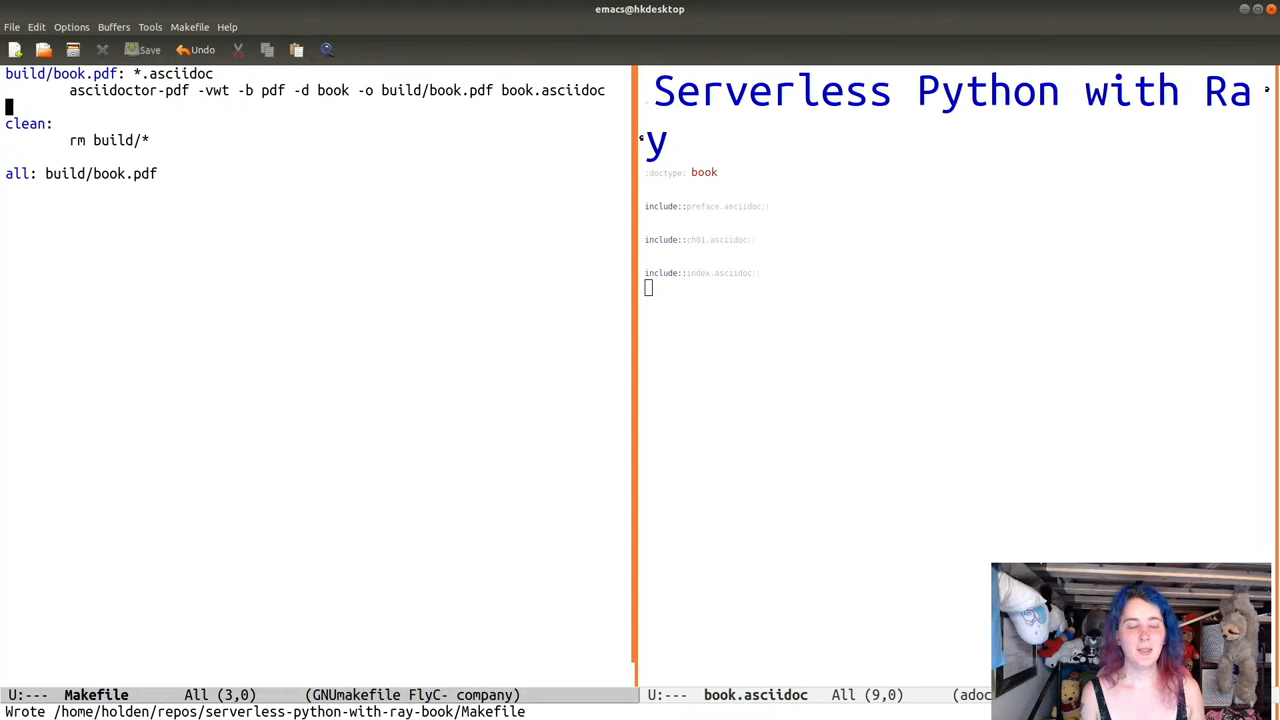 emacs@hkdesktop
File Edit Options Buffers Tools Makefile Help
Save Undo
build/book.pdf: *.asciidoc
asciidoctor-pdf -vwt -b pdf -d book -o build/book.pdf book.asciidoc
clean:
rm build/*
all: build/book.pdf
U:--- Makefile All (3,0) (GNUmakefile FlyC- company)
Wrote /home/holden/repos/serverless-python-with-ray-book/Makefile
Serverless Python with Ra
y
:doctype: book
include::preface.asciidoc[]
include::ch01.asciidoc[]
include::index.asciidoc[]
U:--- book.asciidoc All (9,0) (adoc